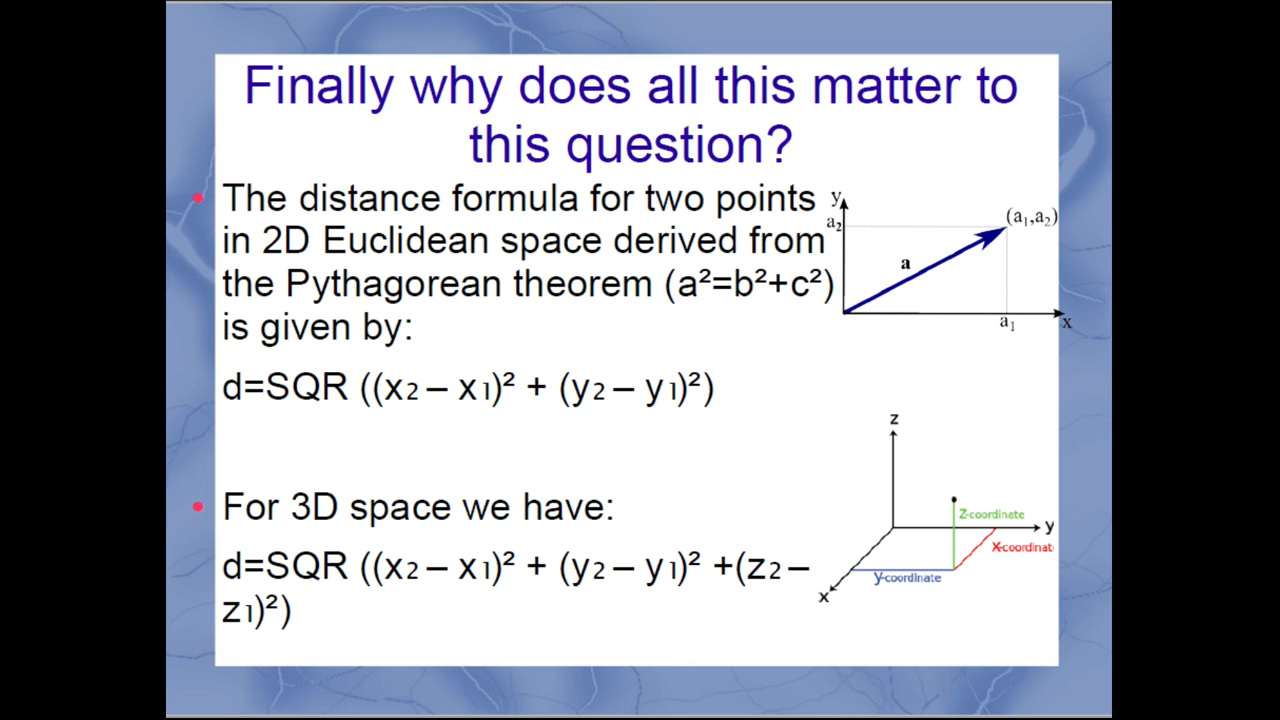 Finally why does all this matter to
this question?
• The distance formula for two points
in 2D Euclidean space derived from
the Pythagorean theorem (a²=b²+c²)
is given by:
d=SQR ((x₂ – x₁)² + (y₂ – y₁)²)
y
a₂
(a₁,a₂)
a
a₁
x
• For 3D space we have:
d=SQR ((x₂ – x₁)² + (y₂ – y₁)² +(z₂ –
z₁)²)
z
Z-coordinate
y
X-coordinat
y-coordinate
x